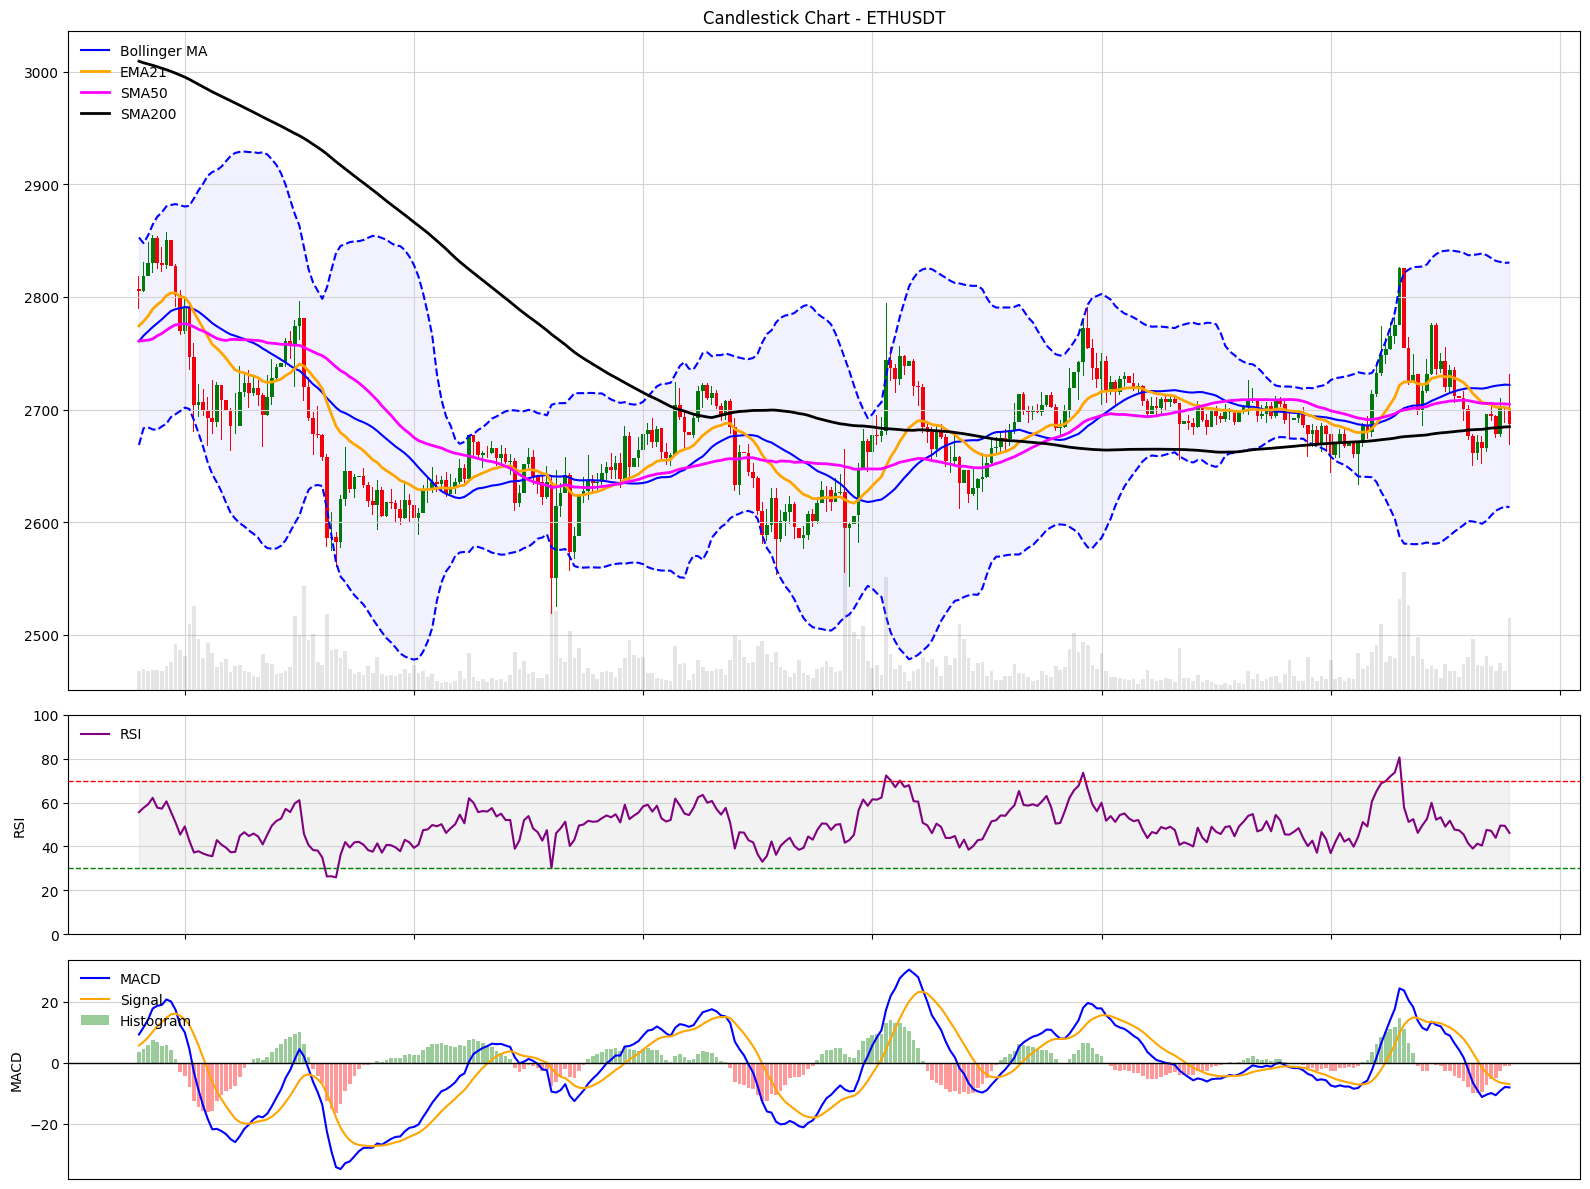 Candlestick Chart - ETHUSDT
Bollinger MA
EMA21
SMA50
SMA200
3000
2900
2800
2700
2600
2500
RSI
100
80
60
40
20
0
RSI
MACD
Signal
Histogram
20
0
−20
MACD